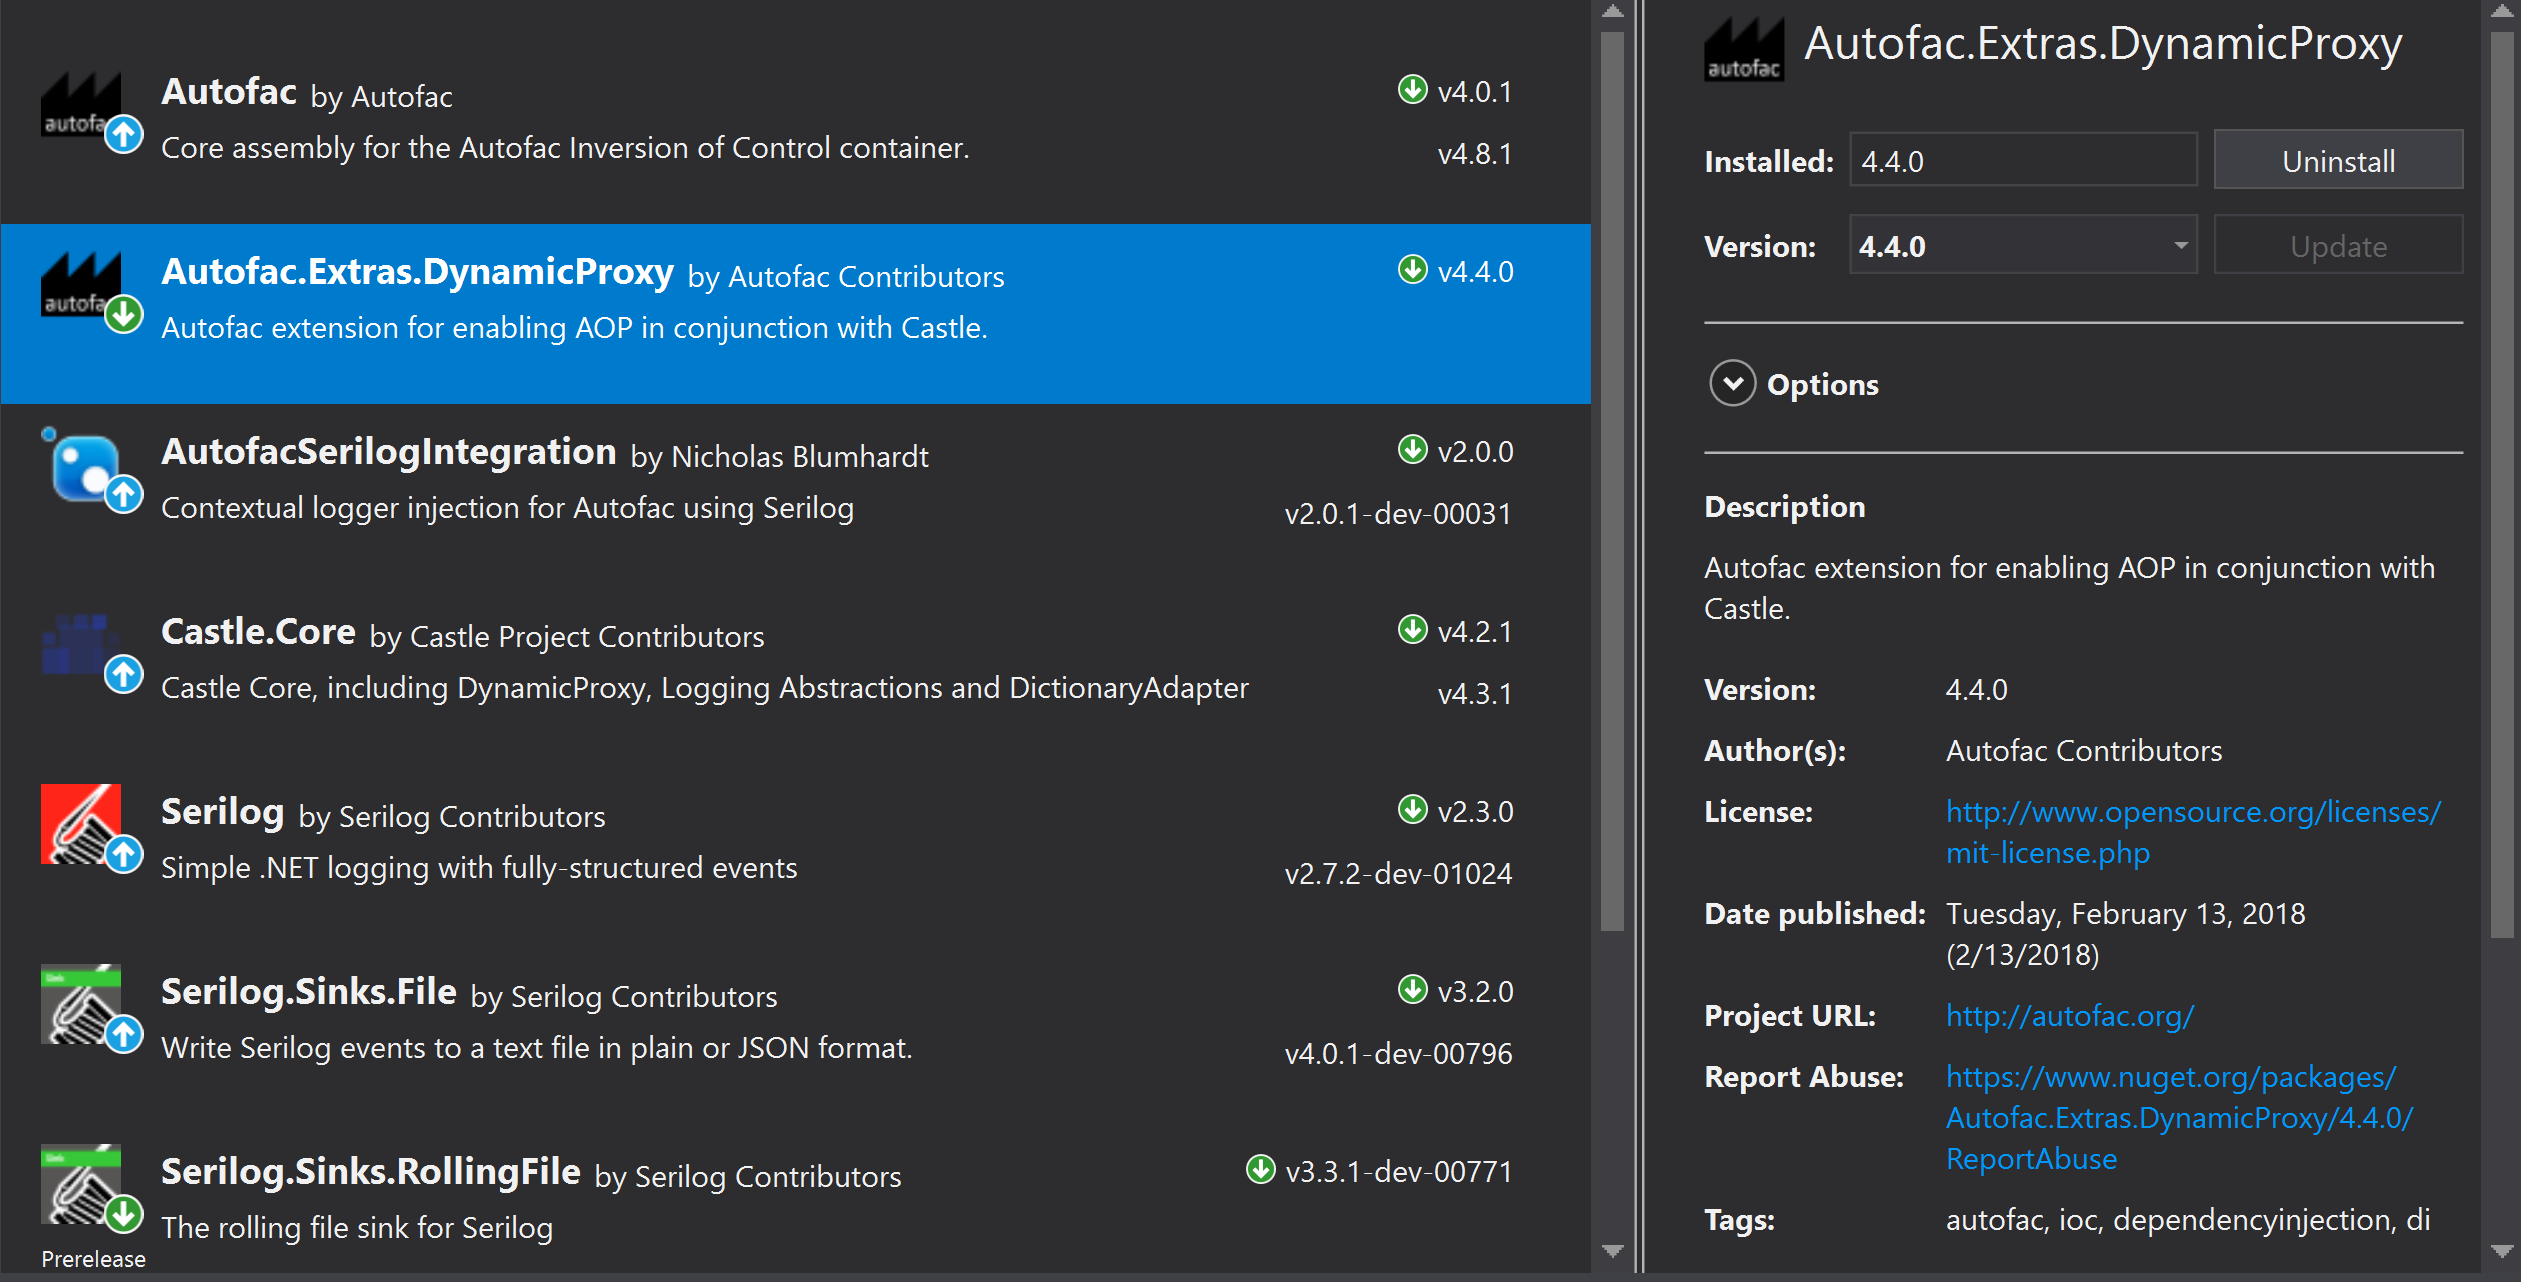 autofac
Autofac by Autofac
v4.0.1
Core assembly for the Autofac Inversion of Control container.
v4.8.1
autofac
Autofac.Extras.DynamicProxy by Autofac Contributors
v4.4.0
Autofac extension for enabling AOP in conjunction with Castle.
AutofacSerilogIntegration by Nicholas Blumhardt
v2.0.0
Contextual logger injection for Autofac using Serilog
v2.0.1-dev-00031
Castle.Core by Castle Project Contributors
v4.2.1
Castle Core, including DynamicProxy, Logging Abstractions and DictionaryAdapter
v4.3.1
Serilog by Serilog Contributors
v2.3.0
Simple .NET logging with fully-structured events
v2.7.2-dev-01024
Serilog.Sinks.File by Serilog Contributors
v3.2.0
Write Serilog events to a text file in plain or JSON format.
v4.0.1-dev-00796
Serilog.Sinks.RollingFile by Serilog Contributors
v3.3.1-dev-00771
The rolling file sink for Serilog
Prerelease
autofac
Autofac.Extras.DynamicProxy
Installed: 4.4.0 Uninstall
Version: 4.4.0 Update
Options
Description
Autofac extension for enabling AOP in conjunction with
Castle.
Version: 4.4.0
Author(s): Autofac Contributors
License: http://www.opensource.org/licenses/
mit-license.php
Date published: Tuesday, February 13, 2018
(2/13/2018)
Project URL: http://autofac.org/
Report Abuse: https://www.nuget.org/packages/
Autofac.Extras.DynamicProxy/4.4.0/
ReportAbuse
Tags: autofac, ioc, dependencyinjection, di